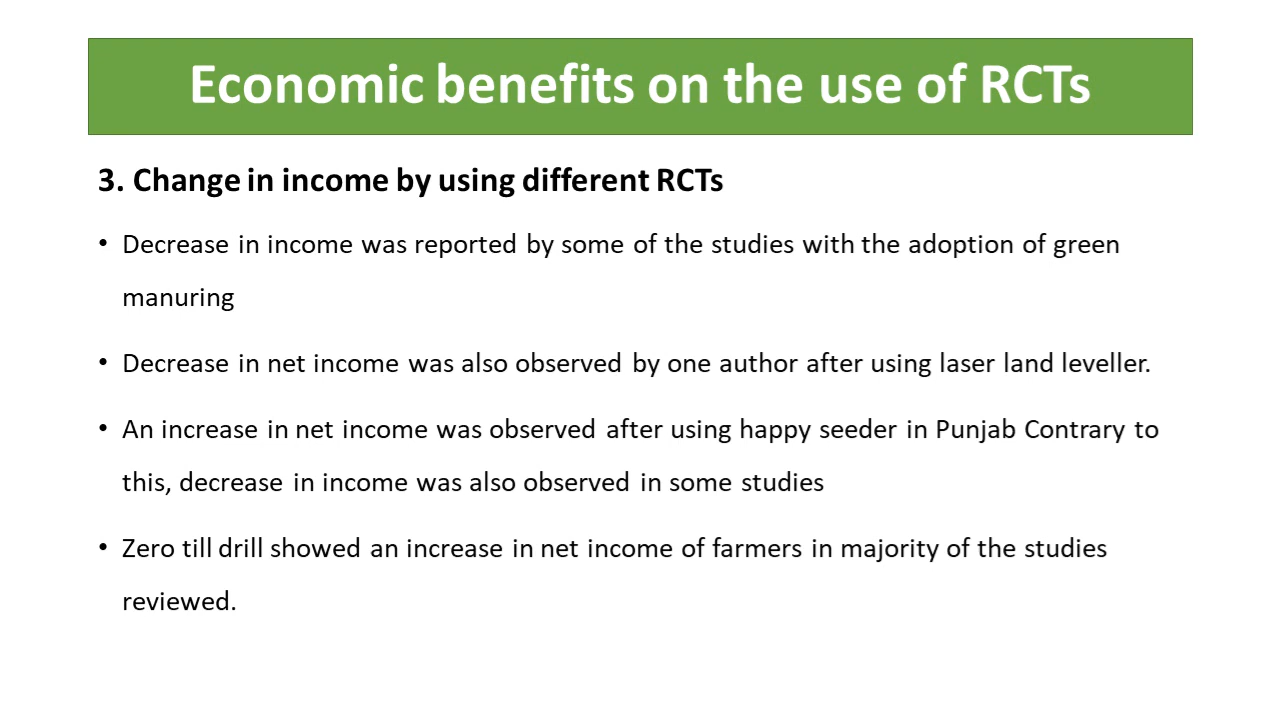 Economic benefits on the use of RCTs
3. Change in income by using different RCTs
• Decrease in income was reported by some of the studies with the adoption of green
manuring
• Decrease in net income was also observed by one author after using laser land leveller.
• An increase in net income was observed after using happy seeder in Punjab Contrary to
this, decrease in income was also observed in some studies
• Zero till drill showed an increase in net income of farmers in majority of the studies
reviewed.